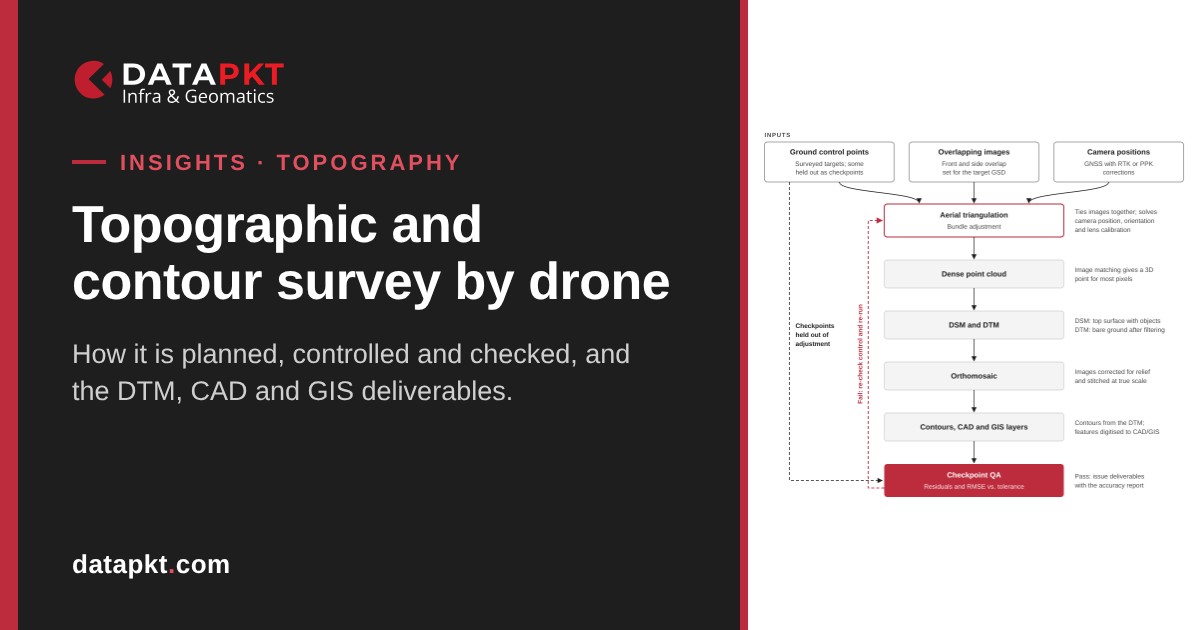 DATAPKT
Infra & Geomatics
INSIGHTS · TOPOGRAPHY
Topographic and
contour survey by drone
How it is planned, controlled and checked, and
the DTM, CAD and GIS deliverables.
datapkt.com
INPUTS
Ground control points
Surveyed targets; some
held out as checkpoints
Overlapping images
Front and side overlap
set for the target GSD
Camera positions
GNSS with RTK or PPK
corrections
Aerial triangulation
Bundle adjustment
Ties images together; solves
camera position, orientation
and lens calibration
Dense point cloud
Image matching gives a 3D
point for most pixels
Checkpoints
held out of
adjustment
Fail: re-check control and re-run
DSM and DTM
DSM: top surface with objects
DTM: bare ground after filtering
Orthomosaic
Images corrected for relief
and stitched at true scale
Contours, CAD and GIS layers
Contours from the DTM;
features digitised to CAD/GIS
Checkpoint QA
Residuals and RMSE vs. tolerance
Pass: issue deliverables
with the accuracy report